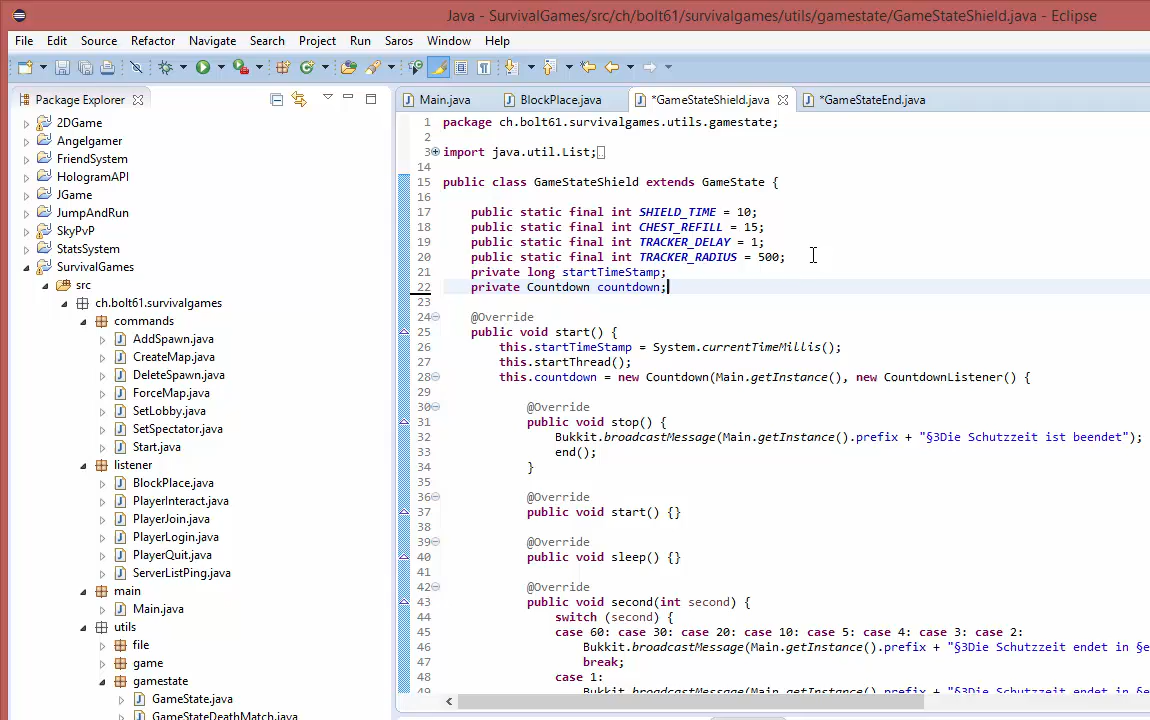 Java - SurvivalGames/src/ch/bolt61/survivalgames/utils/gamestate/GameStateShield.java - Eclipse
File Edit Source Refactor Navigate Search Project Run Saros Window Help
Package Explorer
Main.java BlockPlace.java *GameStateShield.java *GameStateEnd.java
2DGame
Angelgamer
FriendSystem
HologramAPI
JGame
JumpAndRun
SkyPvP
StatsSystem
SurvivalGames
src
ch.bolt61.survivalgames
commands
AddSpawn.java
CreateMap.java
DeleteSpawn.java
ForceMap.java
SetLobby.java
SetSpectator.java
Start.java
listener
BlockPlace.java
PlayerInteract.java
PlayerJoin.java
PlayerLogin.java
PlayerQuit.java
ServerListPing.java
main
Main.java
utils
file
game
gamestate
GameState.java
GameStateDeathMatch.java
1 package ch.bolt61.survivalgames.utils.gamestate;
2
3 import java.util.List;
14
15 public class GameStateShield extends GameState {
16
17 public static final int SHIELD_TIME = 10;
18 public static final int CHEST_REFILL = 15;
19 public static final int TRACKER_DELAY = 1;
20 public static final int TRACKER_RADIUS = 500;
21 private long startTimeStamp;
22 private Countdown countdown;
23
24 @Override
25 public void start() {
26 this.startTimeStamp = System.currentTimeMillis();
27 this.startThread();
28 this.countdown = new Countdown(Main.getInstance(), new CountdownListener() {
29
30 @Override
31 public void stop() {
32 Bukkit.broadcastMessage(Main.getInstance().prefix + "§3Die Schutzzeit ist beendet");
33 end();
34 }
35
36 @Override
37 public void start() {}
38
39 @Override
40 public void sleep() {}
41
42 @Override
43 public void second(int second) {
44 switch (second) {
45 case 60: case 30: case 20: case 10: case 5: case 4: case 3: case 2:
46 Bukkit.broadcastMessage(Main.getInstance().prefix + "§3Die Schutzzeit endet in §e
47 break;
48 case 1:
49 Bukkit.broadcastMessage(Main.getInstance().prefix + "§3Die Schutzzeit endet in §e